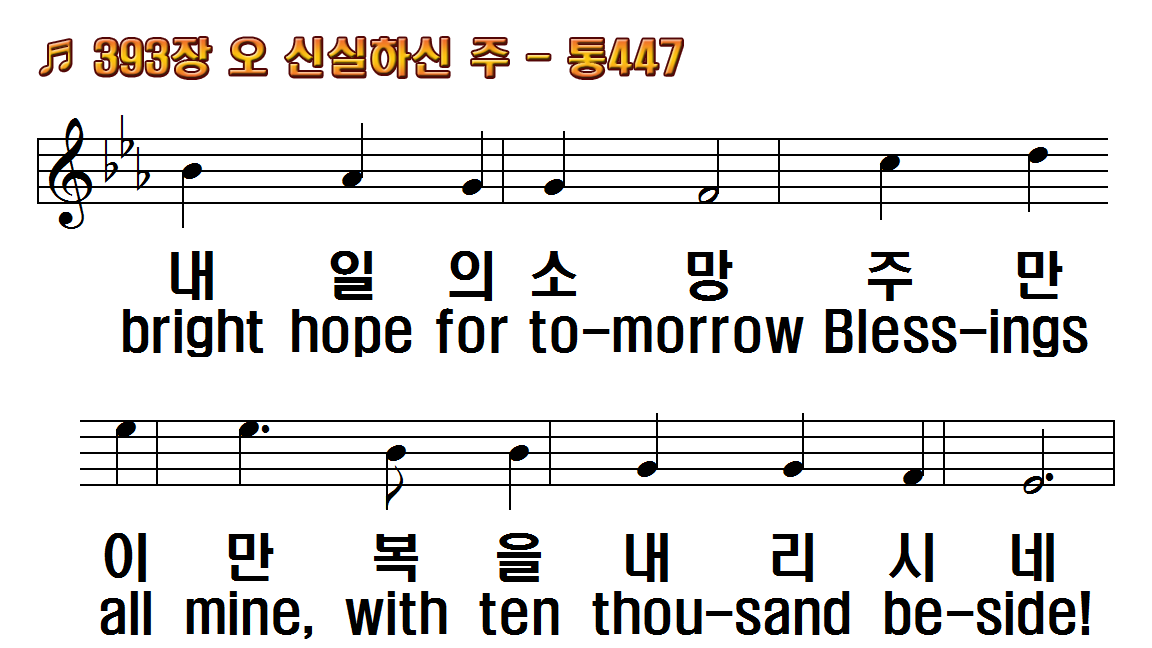 ♬ 393장 오 신실하신 주 - 통447
내 일 의 소 망 주 만
bright hope for to-morrow Bless-ings
이 만 복 을 내 리 시 네
all mine, with ten thou-sand be-side!